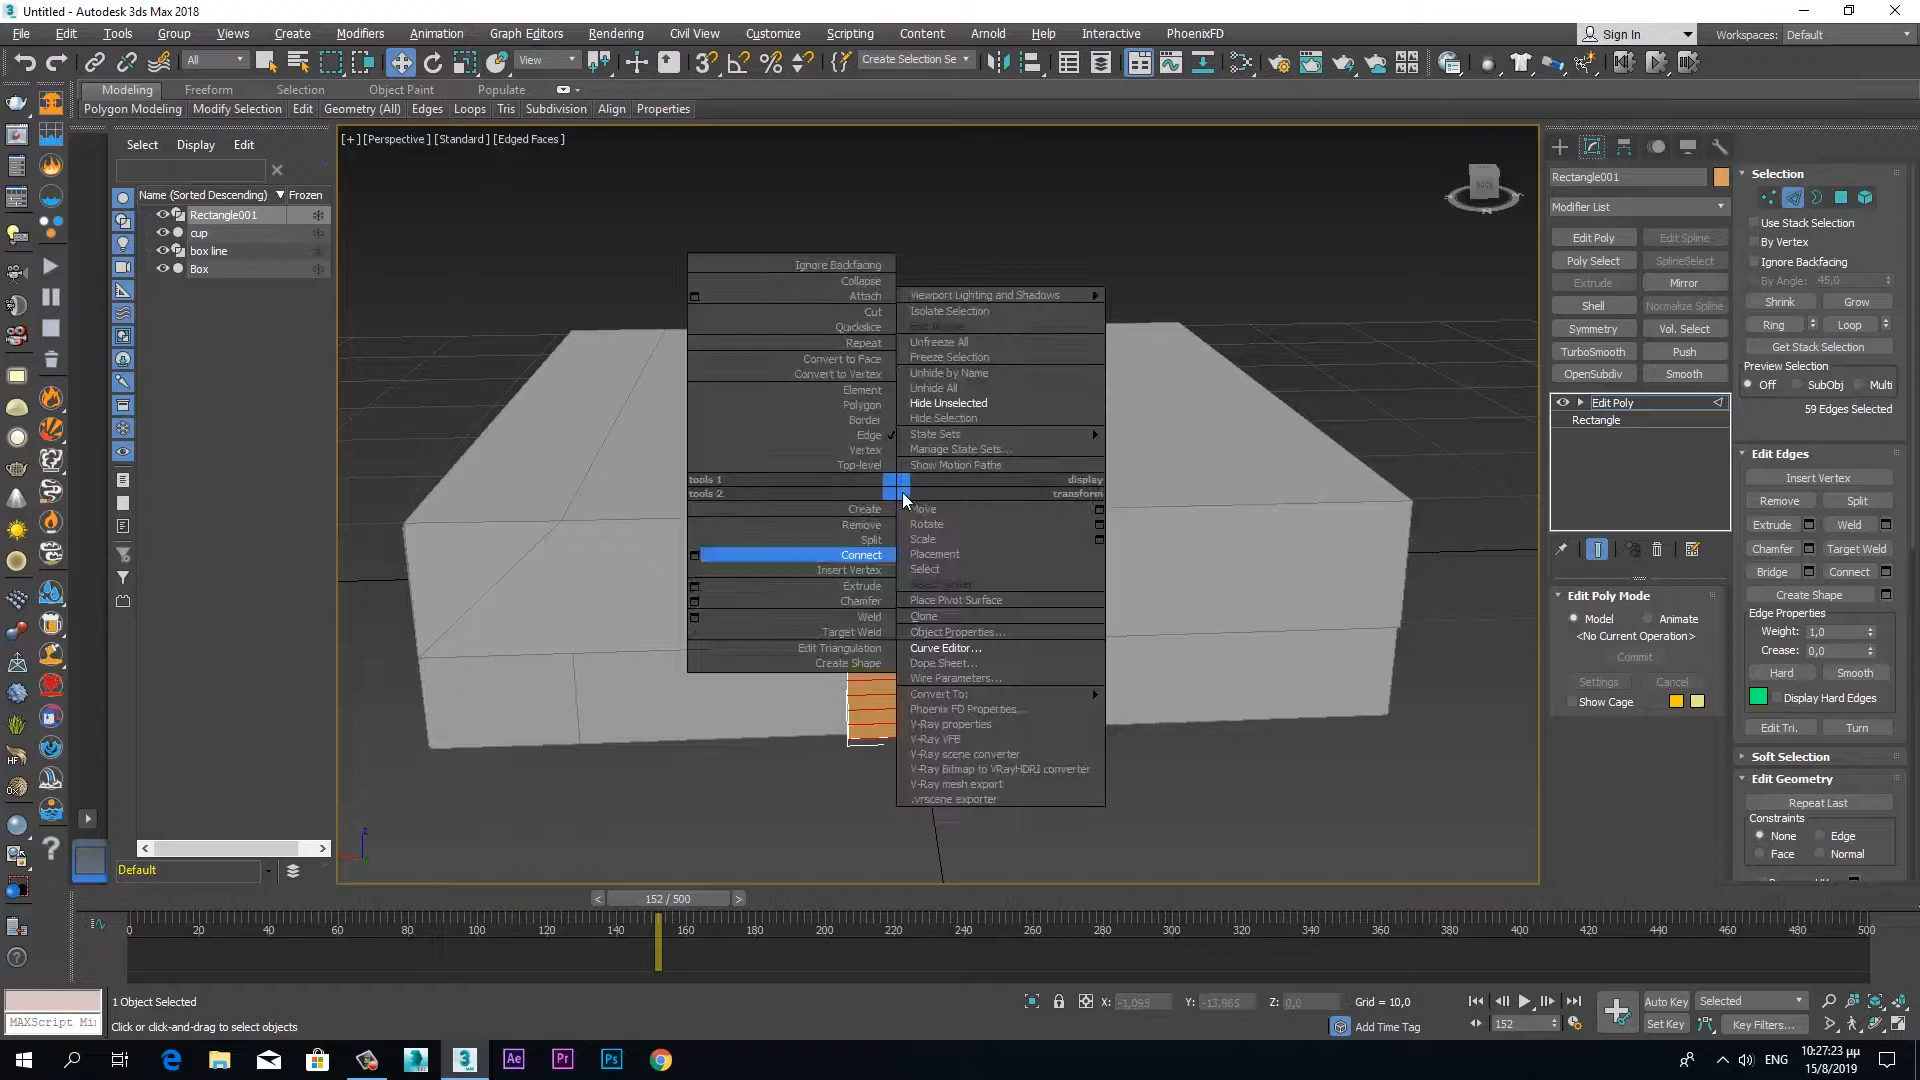 Untitled - Autodesk 3ds Max 2018
File Edit Tools Group Views Create Modifiers Animation Graph Editors Rendering Civil View Customize Scripting Content Arnold Help Interactive PhoenixFD Sign In Workspaces: Default
All View Create Selection Se
Modeling Freeform Selection Object Paint Populate
Polygon Modeling Modify Selection Edit Geometry (All) Edges Loops Tris Subdivision Align Properties
Select Display Edit
Name (Sorted Descending) Frozen
Rectangle001
cup
box line
Box
Default
[+] [Perspective] [Standard] [Edged Faces]
Ignore Backfacing
Collapse
Attach
Cut
Quickslice
Repeat
Convert to Face
Convert to Vertex
Element
Polygon
Border
Edge
Vertex
Top-level
tools 1
tools 2
Create
Remove
Split
Connect
Insert Vertex
Extrude
Chamfer
Weld
Target Weld
Edit Triangulation
Create Shape
Viewport Lighting and Shadows
Isolate Selection
Unfreeze All
Freeze Selection
Unhide by Name
Unhide All
Hide Unselected
Hide Selection
State Sets
Manage State Sets...
Show Motion Paths
display
transform
Move
Rotate
Scale
Placement
Select
Place Pivot Surface
Clone
Object Properties...
Curve Editor...
Dope Sheet...
Wire Parameters...
Convert To:
Phoenix FD Properties...
V-Ray properties
V-Ray VFB
V-Ray scene converter
V-Ray Bitmap to VRayHDRI converter
V-Ray mesh export
.vrscene exporter
Rectangle001
Modifier List
Edit Poly Edit Spline
Poly Select SplineSelect
Extrude Mirror
Shell Normalize Spline
Symmetry Vol. Select
TurboSmooth Push
OpenSubdiv Smooth
Edit Poly
Rectangle
Edit Poly Mode
Model Animate
<No Current Operation>
Commit
Settings Cancel
Show Cage
Selection
Use Stack Selection
By Vertex
Ignore Backfacing
By Angle: 45,0
Shrink Grow
Ring Loop
Get Stack Selection
Preview Selection
Off SubObj Multi
59 Edges Selected
Edit Edges
Insert Vertex
Remove Split
Extrude Weld
Chamfer Target Weld
Bridge Connect
Create Shape
Edge Properties
Weight: 1,0
Crease: 0,0
Hard Smooth
Display Hard Edges
Edit Tri. Turn
Soft Selection
Edit Geometry
Repeat Last
Constraints
None Edge
Face Normal
< 152 / 500 >
0 20 40 60 80 100 120 140 160 180 200 220 240 260 280 300 320 340 360 380 400 420 440 460 480 500
1 Object Selected
Click or click-and-drag to select objects
MAXScript Mi
X: -1,095 Y: -13,965 Z: 0,0 Grid = 10,0
Add Time Tag
152
Auto Key Selected
Set Key Key Filters...
ENG
10:27:23 μμ
15/8/2019